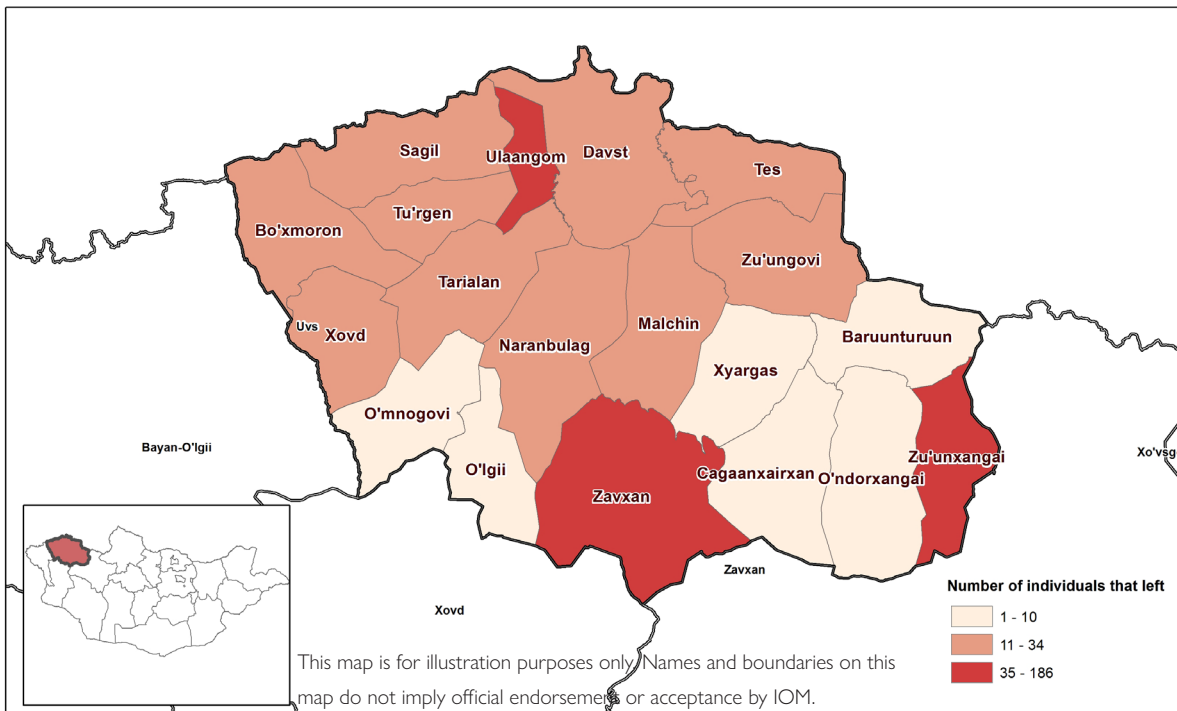 Sagil
Ulaangom
Davst
Tes
Tu'rgen
Bo'xmoron
Zu'ungovi
Tarialan
Uvs
Xovd
Malchin
Naranbulag
Baruunturuun
Xyargas
O'mnogovi
Bayan-O'lgii
Zu'unxangai
Xo'vsg
O'lgii
Cagaanxairxan
O'ndorxangai
Zavxan
Zavxan
Xovd
Number of individuals that left
1 - 10
11 - 34
35 - 186
This map is for illustration purposes only. Names and boundaries on this
map do not imply official endorsement or acceptance by IOM.